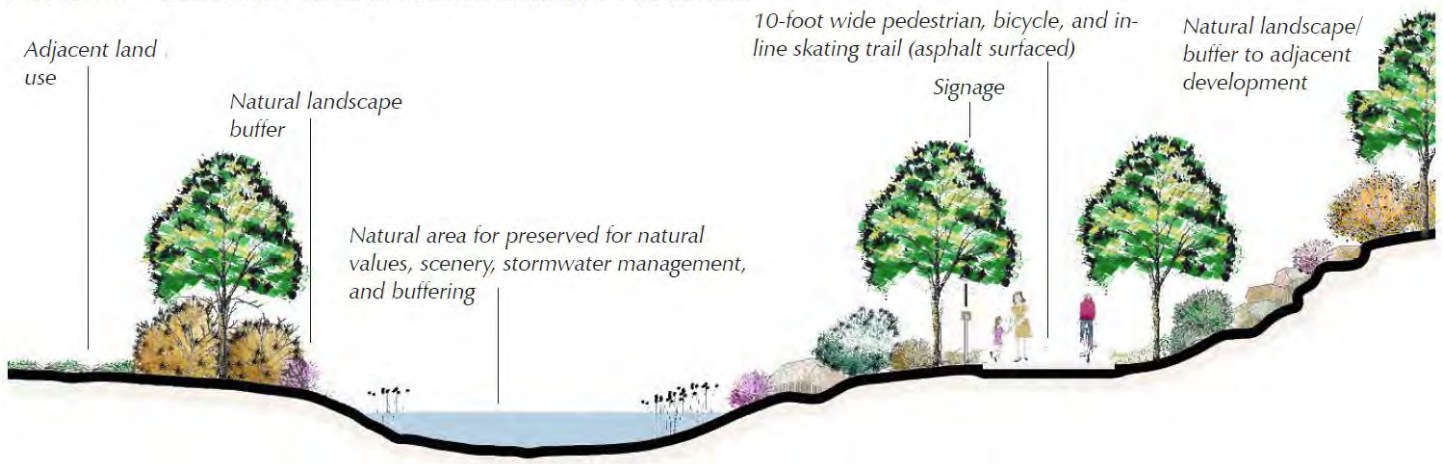 Adjacent land
use
Natural landscape
buffer
Natural area for preserved for natural
values, scenery, stormwater management,
and buffering
10-foot wide pedestrian, bicycle, and in-
line skating trail (asphalt surfaced)
Signage
Natural landscape/
buffer to adjacent
development